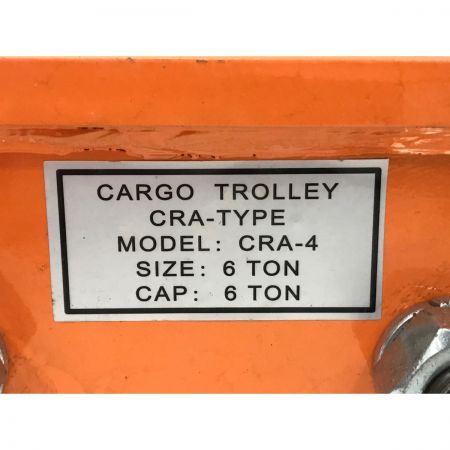 CARGO TROLLEY
CRA-TYPE
MODEL: CRA-4
SIZE: 6 TON
CAP: 6 TON